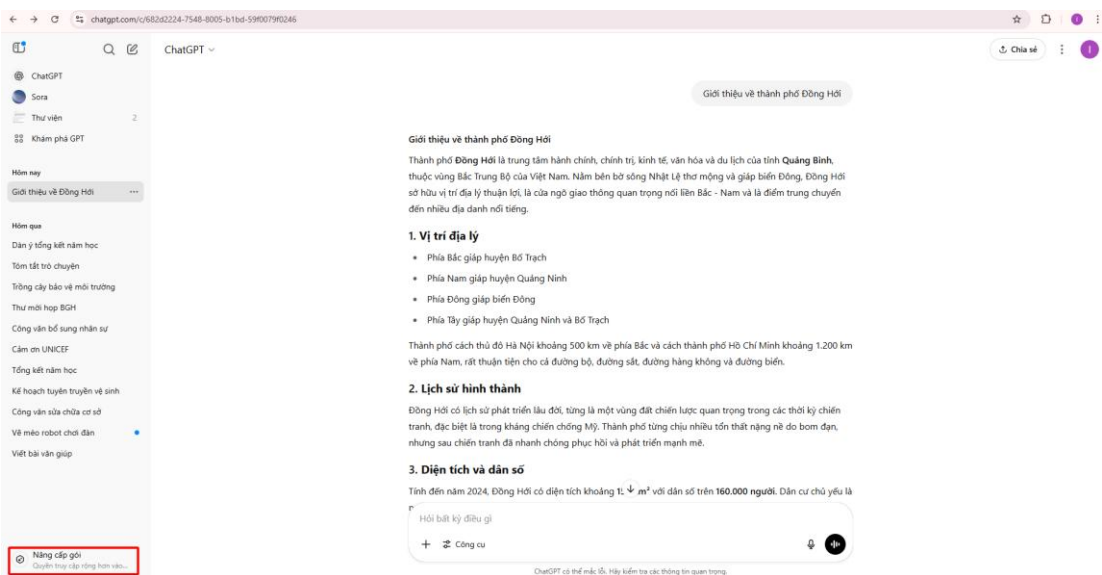 chatgpt.com/c/682d2224-7548-8005-b1bd-59f0079f0246
ChatGPT
Chia sẻ
I
ChatGPT
Sora
Thư viện 2
Khám phá GPT
Hôm nay
Giới thiệu về Đồng Hới
Hôm qua
Dàn ý tổng kết năm học
Tóm tắt trò chuyện
Trồng cây bảo vệ môi trường
Thư mời họp BGH
Công văn bổ sung nhân sự
Cảm ơn UNICEF
Tổng kết năm học
Kế hoạch tuyên truyền vệ sinh
Công văn sửa chữa cơ sở
Vẽ mèo robot chơi đàn
Viết bài văn giúp
Nâng cấp gói
Quyền truy cập rộng hơn vào...
Giới thiệu về thành phố Đồng Hới
Giới thiệu về thành phố Đồng Hới
Thành phố Đồng Hới là trung tâm hành chính, chính trị, kinh tế, văn hóa và du lịch của tỉnh Quảng Bình,
thuộc vùng Bắc Trung Bộ của Việt Nam. Nằm bên bờ sông Nhật Lệ thơ mộng và giáp biển Đông, Đồng Hới
sở hữu vị trí địa lý thuận lợi, là cửa ngõ giao thông quan trọng nối liền Bắc - Nam và là điểm trung chuyển
đến nhiều địa danh nổi tiếng.
1. Vị trí địa lý
Phía Bắc giáp huyện Bố Trạch
Phía Nam giáp huyện Quảng Ninh
Phía Đông giáp biển Đông
Phía Tây giáp huyện Quảng Ninh và Bố Trạch
Thành phố cách thủ đô Hà Nội khoảng 500 km về phía Bắc và cách thành phố Hồ Chí Minh khoảng 1.200 km
về phía Nam, rất thuận tiện cho cả đường bộ, đường sắt, đường hàng không và đường biển.
2. Lịch sử hình thành
Đồng Hới có lịch sử phát triển lâu đời, từng là một vùng đất chiến lược quan trọng trong các thời kỳ chiến
tranh, đặc biệt là trong kháng chiến chống Mỹ. Thành phố từng chịu nhiều tổn thất nặng nề do bom đạn,
nhưng sau chiến tranh đã nhanh chóng phục hồi và phát triển mạnh mẽ.
3. Diện tích và dân số
Tính đến năm 2024, Đồng Hới có diện tích khoảng m² với dân số trên 160.000 người. Dân cư chủ yếu là
Hỏi bất kỳ điều gì
Công cụ
ChatGPT có thể mắc lỗi. Hãy kiểm tra các thông tin quan trọng.